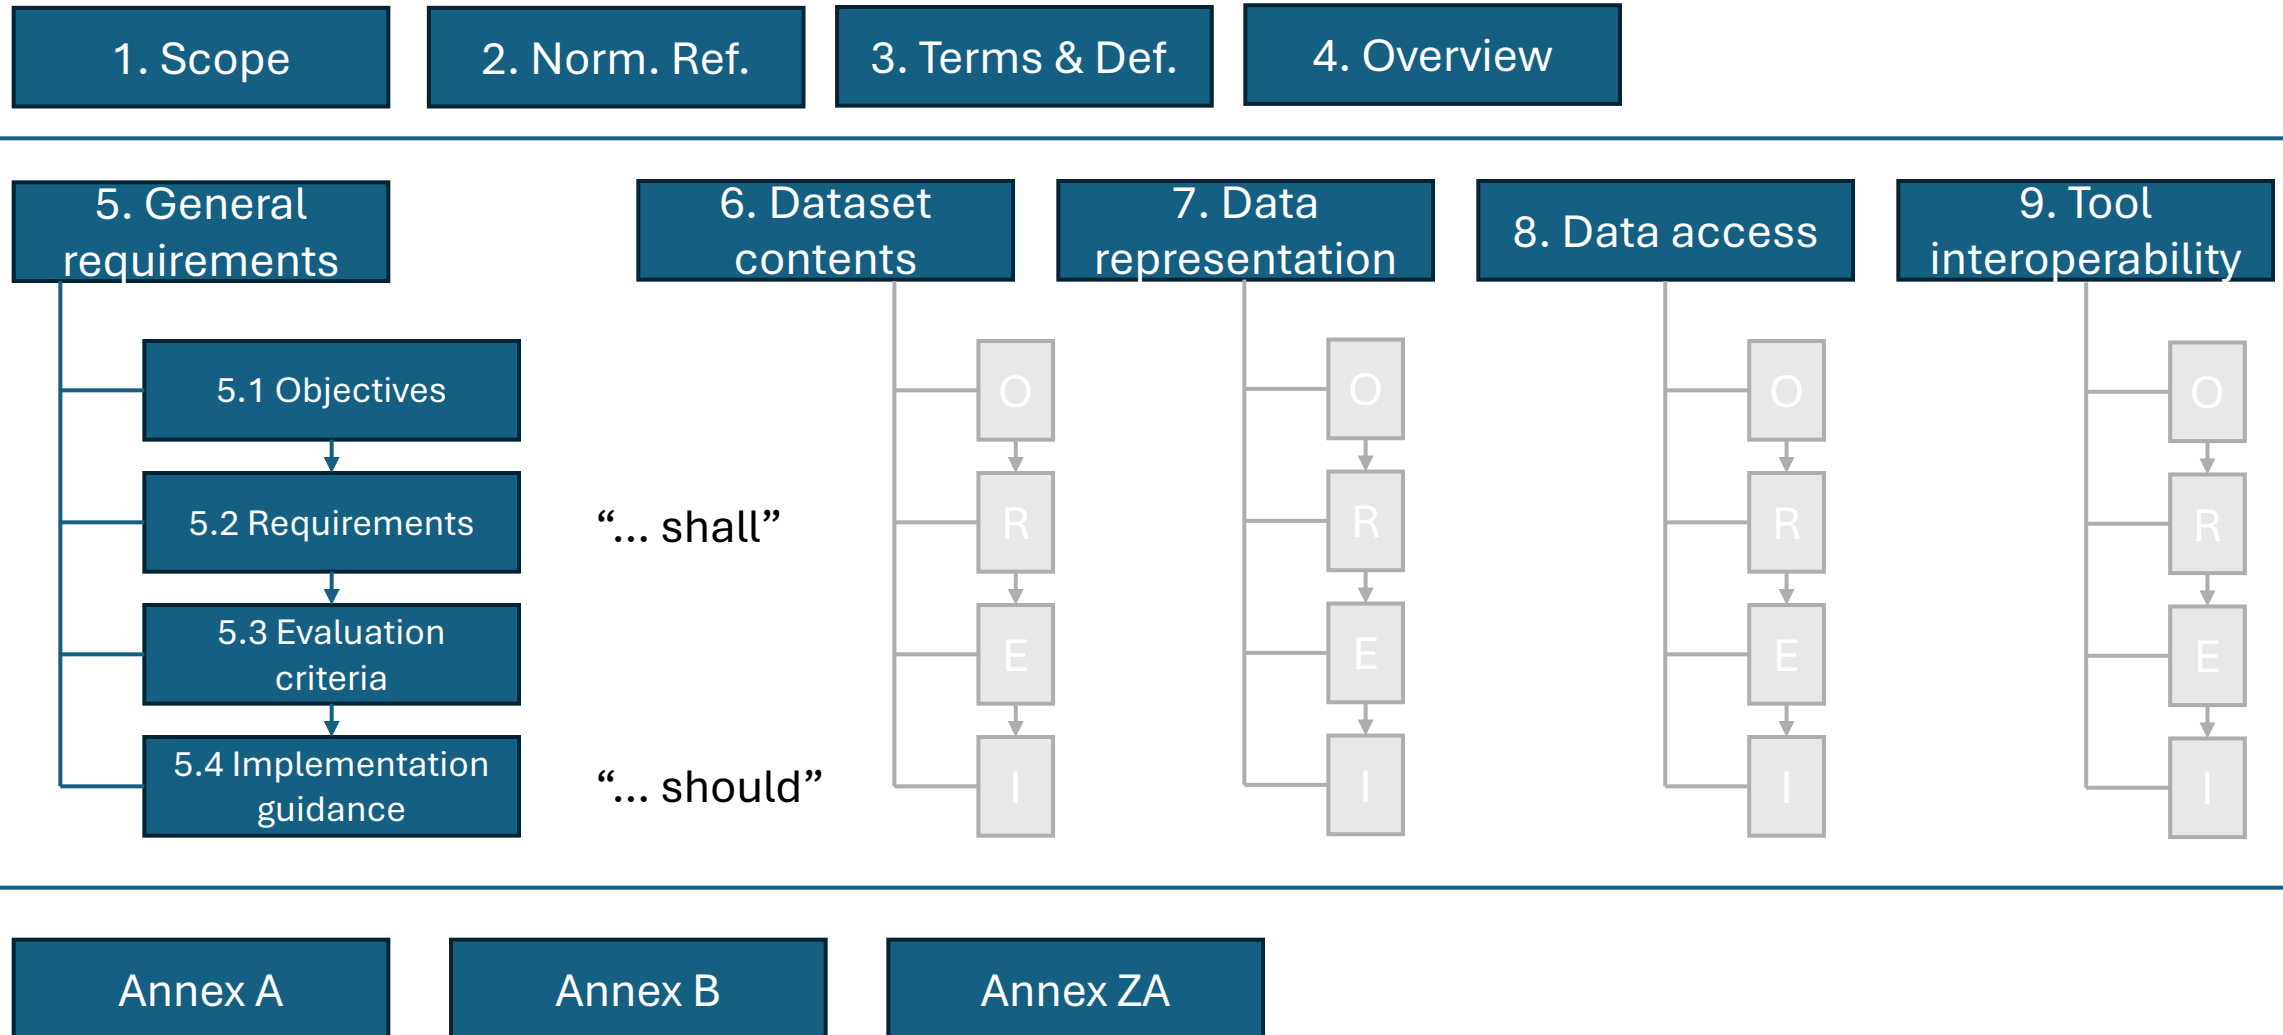 1. Scope
2. Norm. Ref.
3. Terms & Def.
4. Overview
5. General
requirements
6. Dataset
contents
7. Data
representation
8. Data access
9. Tool
interoperability
5.1 Objectives
5.2 Requirements
5.3 Evaluation
criteria
5.4 Implementation
guidance
“... shall”
“... should”
O
R
E
I
O
R
E
I
O
R
E
I
O
R
E
I
Annex A
Annex B
Annex ZA